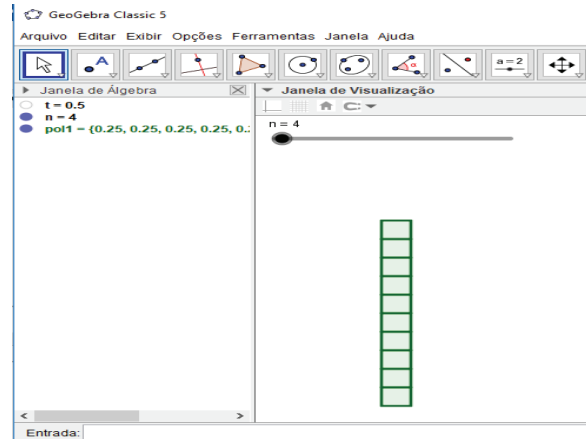 GeoGebra Classic 5
Arquivo Editar Exibir Opções Ferramentas Janela Ajuda
A
a = 2
Janela de Álgebra
Janela de Visualização
t = 0.5
n = 4
pol1 = {0.25, 0.25, 0.25, 0.25, 0.
n = 4
Entrada: